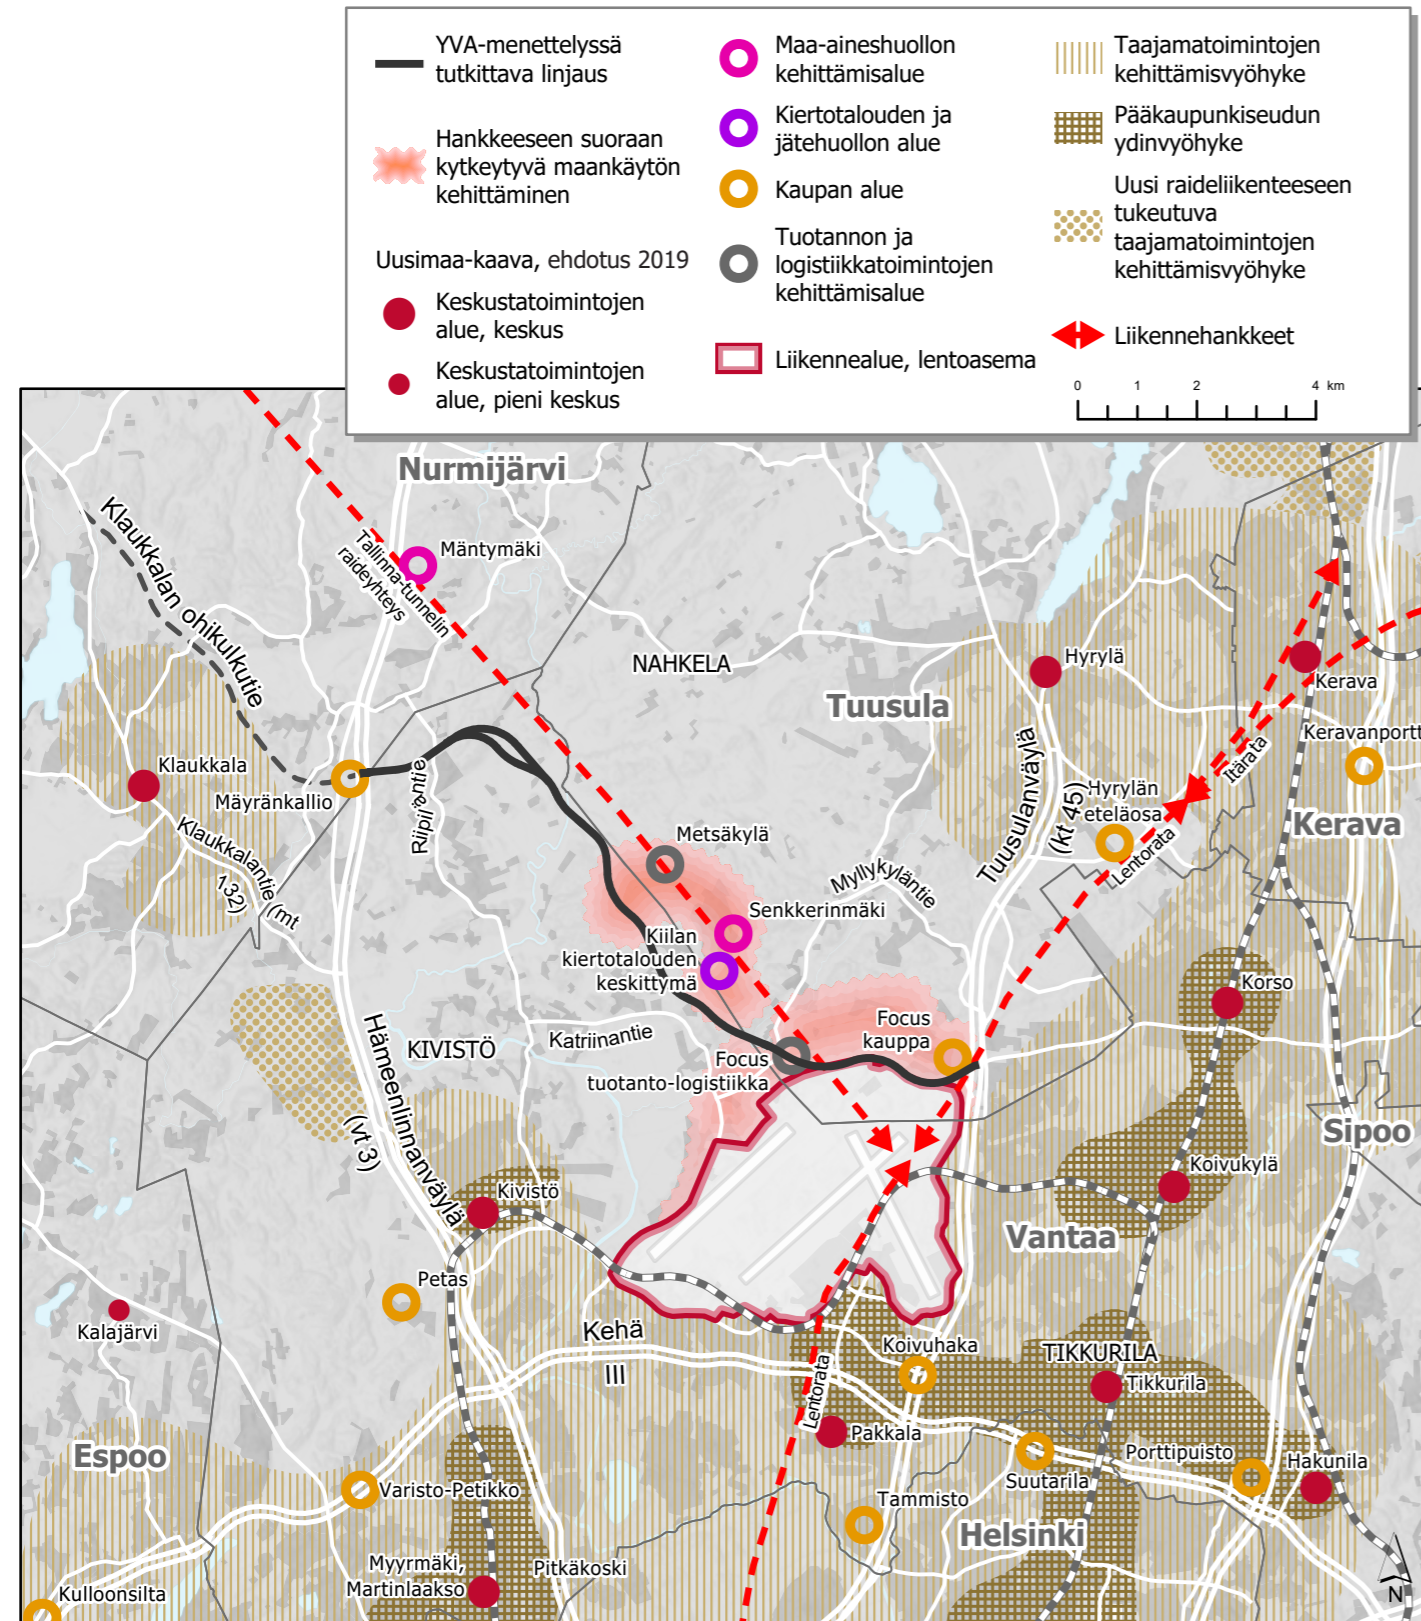 YVA-menettelyssä
tutkittava linjaus
Hankkeeseen suoraan
kytkeytyvä maankäytön
kehittäminen
Uusimaa-kaava, ehdotus 2019
Keskustatoimintojen
alue, keskus
Keskustatoimintojen
alue, pieni keskus
Maa-aineshuollon
kehittämisalue
Kiertotalouden ja
jätehuollon alue
Kaupan alue
Tuotannon ja
logistiikkatoimintojen
kehittämisalue
Liikennealue, lentoasema
Taajamatoimintojen
kehittämisvyöhyke
Pääkaupunkiseudun
ydinvyöhyke
Uusi raideliikenteeseen
tukeutuva
taajamatoimintojen
kehittämisvyöhyke
Liikennehankkeet
0 1 2 4 km
Nurmijärvi
Klaukkalan ohikulkutie
Mäntymäki
Tallinna-tunnelin
raideyhteys
NAHKELA
Hyrylä
Kerava
Tuusula
Keravanportti
Klaukkala
Mäyränkallio
Riipiläntie
Tuusulanväylä
(kt 45)
Itärata
Hyrylän
eteläosa
Kerava
Klaukkalantie (mt
132)
Metsäkylä
Lentorata
Myllykyläntie
Senkkerinmäki
Kiilan
kiertotalouden
keskittymä
Korso
Hämeenlinnanväylä
(vt 3)
KIVISTÖ
Katriinantie
Focus
kauppa
Focus
tuotanto-logistiikka
Sipoo
Koivukylä
Kivistö
Vantaa
Petas
Kalajärvi
Kehä
III
Koivuhaka
TIKKURILA
Tikkurila
Lentorata
Pakkala
Espoo
Varisto-Petikko
Suutarila
Porttipuisto
Hakunila
Tammisto
Helsinki
Myyrmäki,
Martinlaakso
Pitkäkoski
Kulloonsilta
N